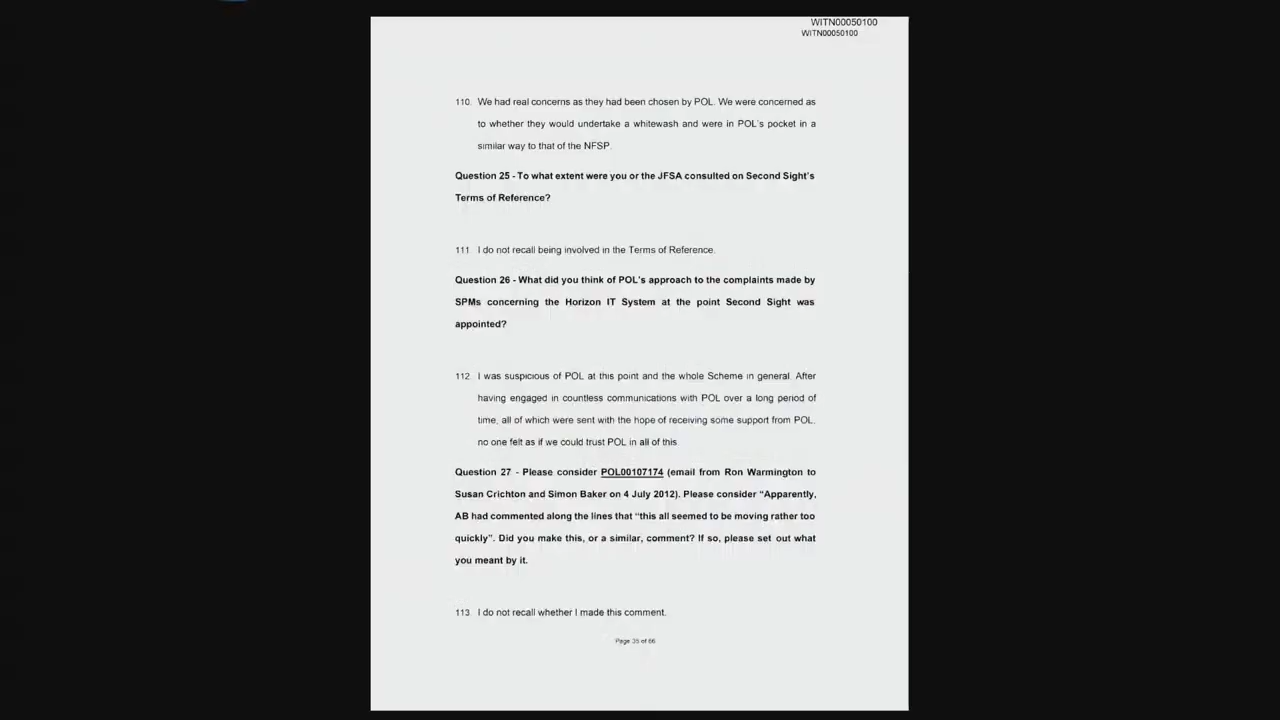 WITN00050100
WITN00050100
110. We had real concerns as they had been chosen by POL. We were concerned as
to whether they would undertake a whitewash and were in POL's pocket in a
similar way to that of the NFSP.
Question 25 - To what extent were you or the JFSA consulted on Second Sight's
Terms of Reference?
111. I do not recall being involved in the Terms of Reference.
Question 26 - What did you think of POL's approach to the complaints made by
SPMs concerning the Horizon IT System at the point Second Sight was
appointed?
112. I was suspicious of POL at this point and the whole Scheme in general. After
having engaged in countless communications with POL over a long period of
time, all of which were sent with the hope of receiving some support from POL,
no one felt as if we could trust POL in all of this
Question 27 - Please consider POL00107174 (email from Ron Warmington to
Susan Crichton and Simon Baker on 4 July 2012). Please consider “Apparently,
AB had commented along the lines that “this all seemed to be moving rather too
quickly”. Did you make this, or a similar, comment? If so, please set out what
you meant by it.
113. I do not recall whether I made this comment.
Page 35 of 66